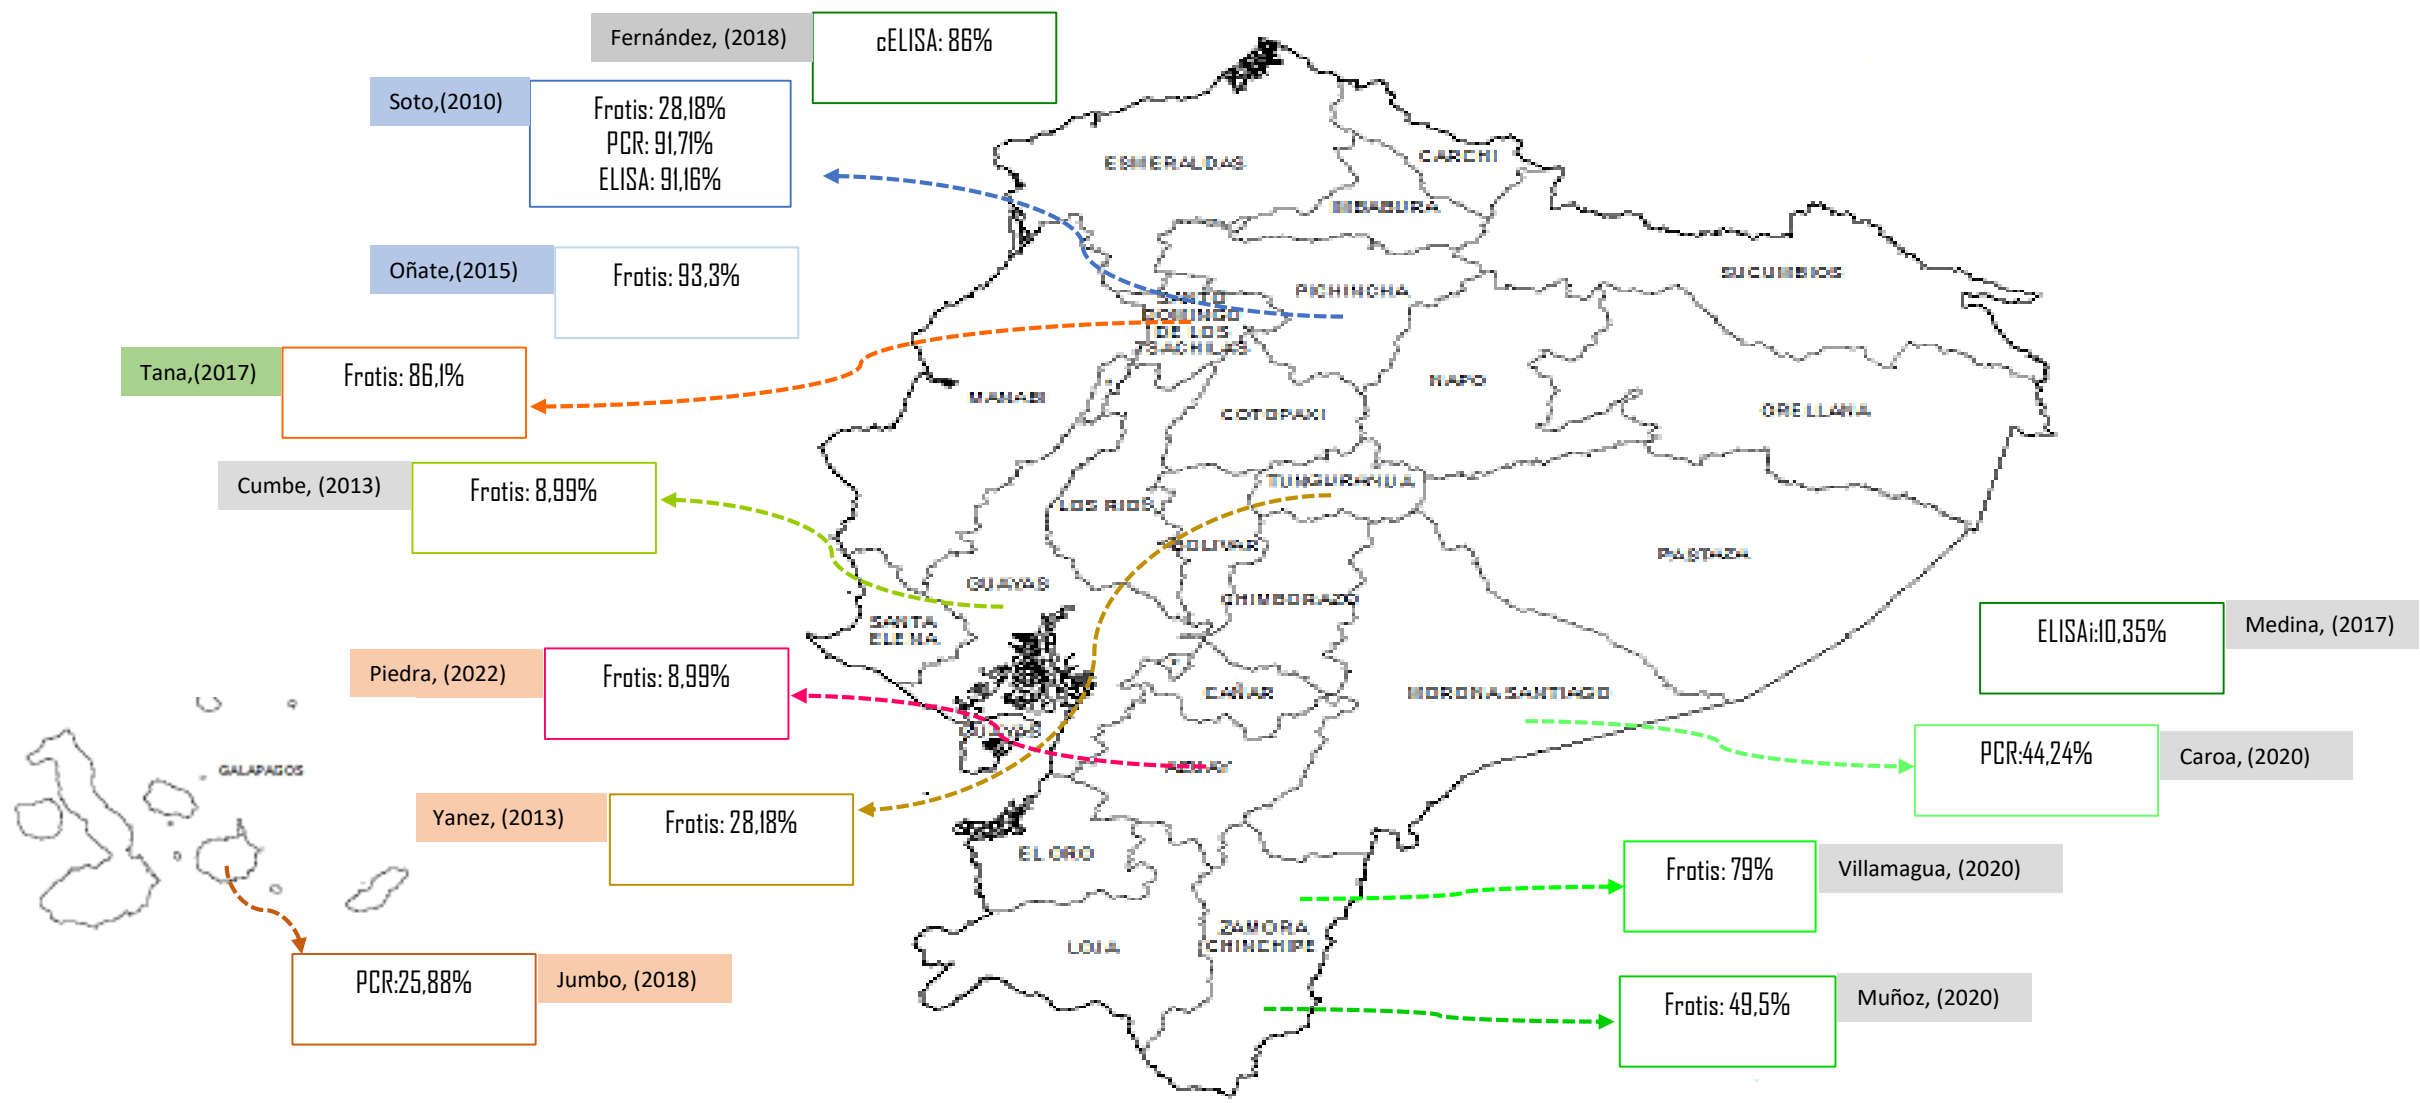 Fernández, (2018)
cELISA: 86%
Soto,(2010)
Frotis: 28,18%
PCR: 91,71%
ELISA: 91,16%
Oñate,(2015)
Frotis: 93,3%
Tana,(2017)
Frotis: 86,1%
Cumbe, (2013)
Frotis: 8,99%
Piedra, (2022)
Frotis: 8,99%
Yanez, (2013)
Frotis: 28,18%
PCR:25,88%
Jumbo, (2018)
GALAPAGOS
ESMERALDAS
CARCHI
IMBABURA
SUCUMBIOS
PICHINCHA
SANTO
DOMINGO
DE LOS
SACHILAS
MANABI
NAPO
ORELLANA
COTOPAXI
TUNGURAHUA
LOS RIOS
BOLIVAR
PASTAZA
GUAYAS
CHIMBORAZO
SANTA
ELENA
MORONA SANTIAGO
CAÑAR
GUAYAS
AZUAY
EL ORO
ZAMORA
CHINCHIPE
LOJA
ELISAi:10,35%
Medina, (2017)
PCR:44,24%
Caroa, (2020)
Frotis: 79%
Villamagua, (2020)
Frotis: 49,5%
Muñoz, (2020)